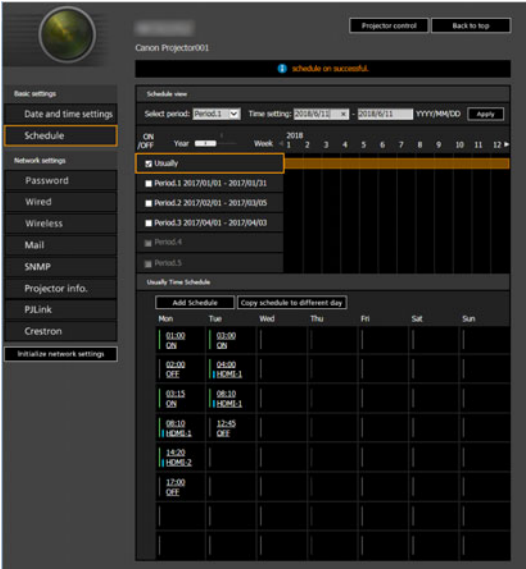 Projector control
Back to top
Canon Projector001
schedule on successful.
Basic settings
Date and time settings
Schedule
Network settings
Password
Wired
Wireless
Mail
SNMP
Projector info.
PJLink
Crestron
Initialize network settings
Schedule view
Select period: Period.1 Time setting: 2018/6/11 × - 2018/6/11 YYYY/MM/DD Apply
ON /OFF Year Week 2018
1 2 3 4 5 6 7 8 9 10 11 12
Usually
Period.1 2017/01/01 - 2017/01/31
Period.2 2017/02/01 - 2017/03/05
Period.3 2017/04/01 - 2017/04/03
Period.4
Period.5
Usually Time Schedule
Add Schedule Copy schedule to different day
Mon Tue Wed Thu Fri Sat Sun
01:00 03:00
ON ON
02:00 04:00
OFF HDMI-1
03:15 08:10
ON HDMI-1
08:10 12:45
HDMI-1 OFF
14:20
HDMI-2
17:00
OFF